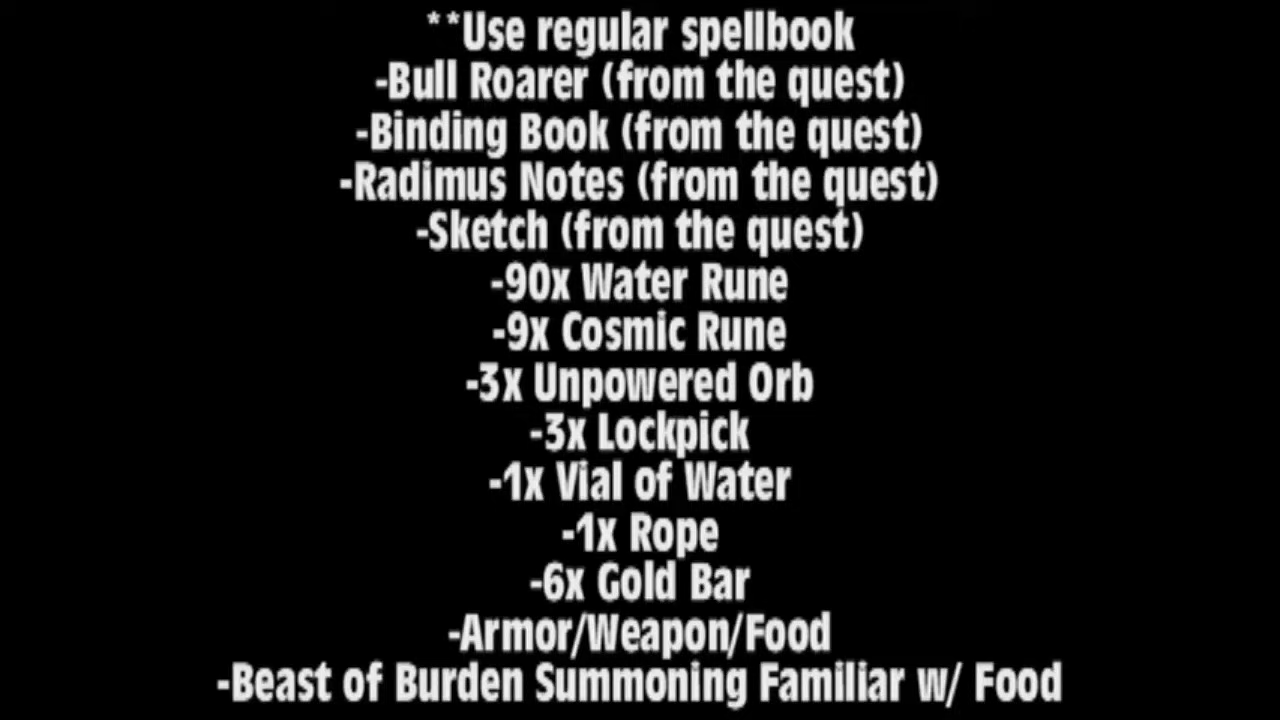 **Use regular spellbook
-Bull Roarer (from the quest)
-Binding Book (from the quest)
-Radimus Notes (from the quest)
-Sketch (from the quest)
-90x Water Rune
-9x Cosmic Rune
-3x Unpowered Orb
-3x Lockpick
-1x Vial of Water
-1x Rope
-6x Gold Bar
-Armor/Weapon/Food
-Beast of Burden Summoning Familiar w/ Food